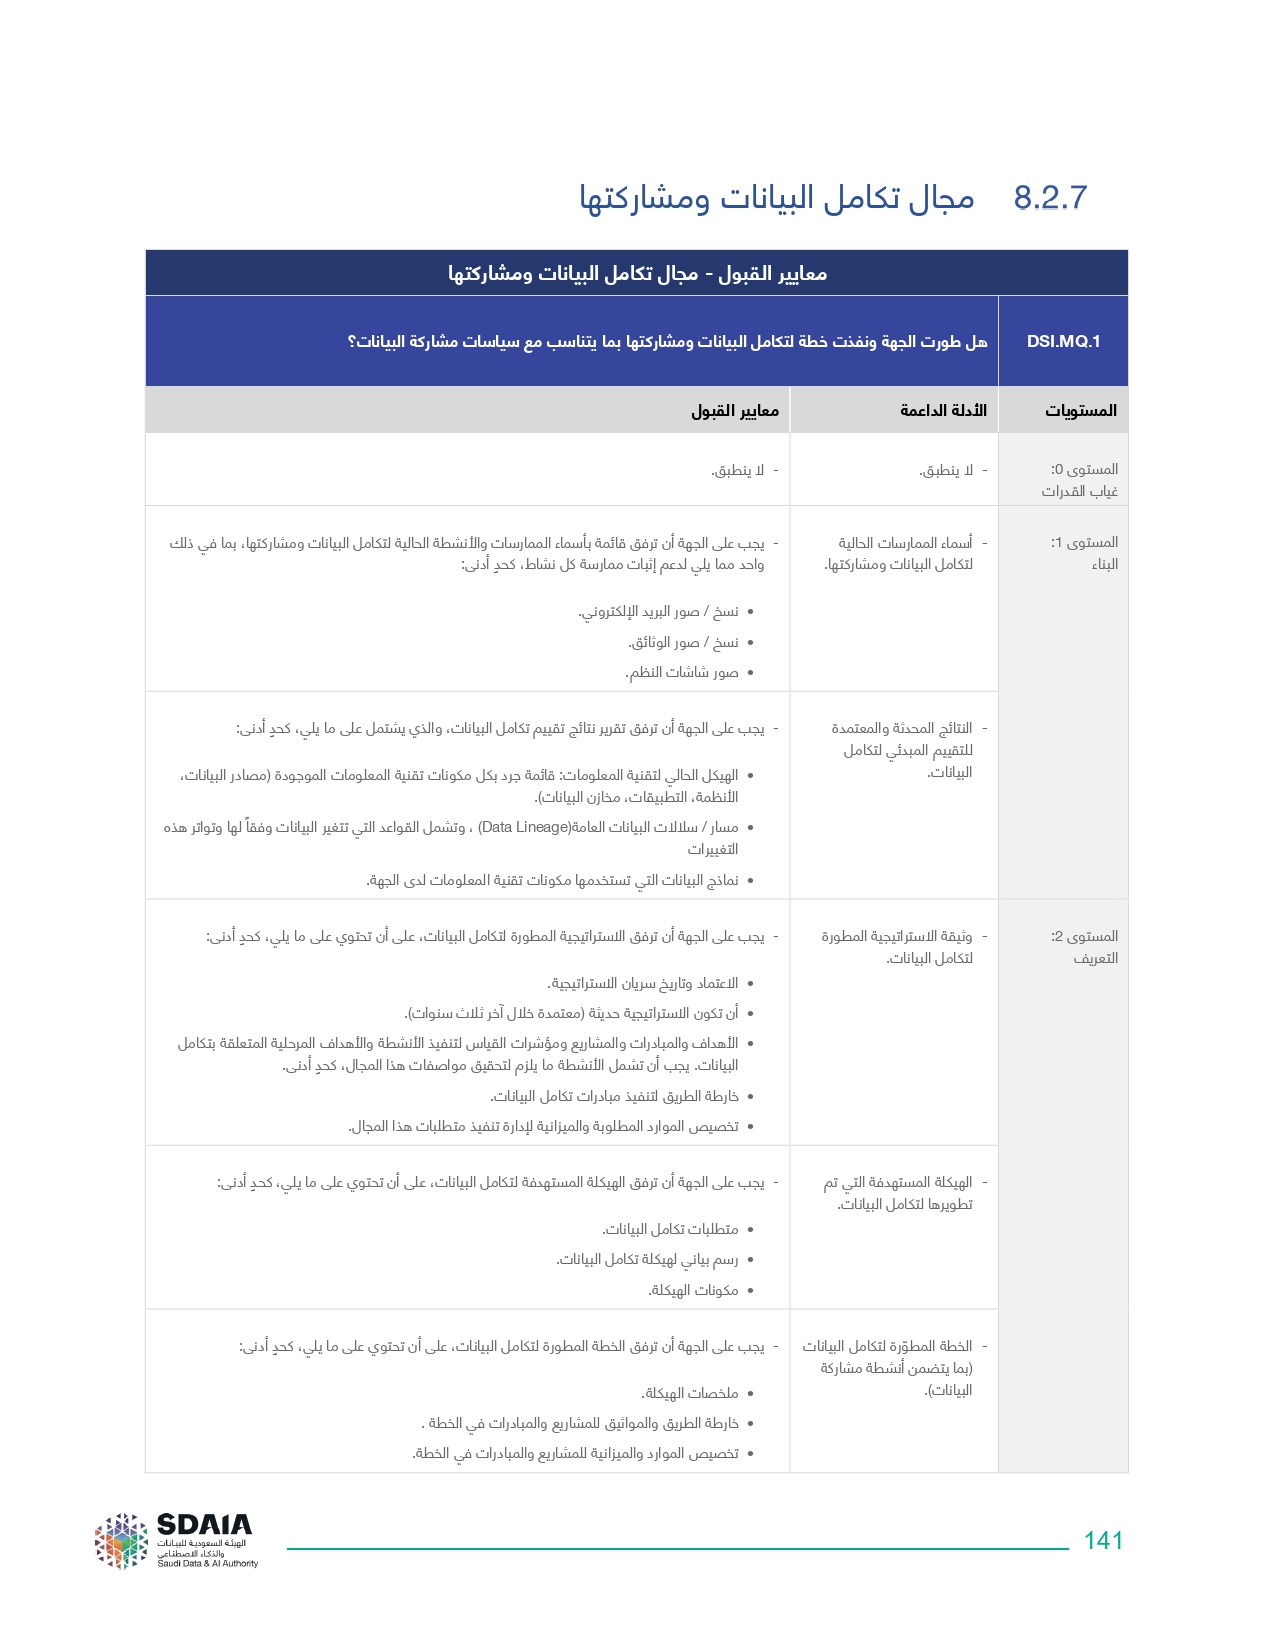 8.2.7 مجال تكامل البيانات ومشاركتها
معايير القبول - مجال تكامل البيانات ومشاركتها
DSI.MQ.1
هل طورت الجهة ونفذت خطة لتكامل البيانات ومشاركتها بما يتناسب مع سياسات مشاركة البيانات؟
المستويات
الأدلة الداعمة
معايير القبول
المستوى 0:
غياب القدرات
- لا ينطبق.
- لا ينطبق.
المستوى 1:
البناء
- أسماء الممارسات الحالية
لتكامل البيانات ومشاركتها.
- يجب على الجهة أن ترفق قائمة بأسماء الممارسات والأنشطة الحالية لتكامل البيانات ومشاركتها، بما في ذلك
واحد مما يلي لدعم إثبات ممارسة كل نشاط، كحدٍ أدنى:
• نسخ / صور البريد الإلكتروني.
• نسخ / صور الوثائق.
• صور شاشات النظم.
- النتائج المحدثة والمعتمدة
للتقييم المبدئي لتكامل
البيانات.
- يجب على الجهة أن ترفق تقرير نتائج تقييم تكامل البيانات، والذي يشتمل على ما يلي، كحدٍ أدنى:
• الهيكل الحالي لتقنية المعلومات: قائمة جرد بكل مكونات تقنية المعلومات الموجودة (مصادر البيانات،
الأنظمة، التطبيقات، مخازن البيانات).
• مسار / سلالات البيانات العامة(Data Lineage) ، وتشمل القواعد التي تتغير البيانات وفقاً لها وتواتر هذه
التغييرات
• نماذج البيانات التي تستخدمها مكونات تقنية المعلومات لدى الجهة.
المستوى 2:
التعريف
- وثيقة الاستراتيجية المطورة
لتكامل البيانات.
- يجب على الجهة أن ترفق الاستراتيجية المطورة لتكامل البيانات، على أن تحتوي على ما يلي، كحدٍ أدنى:
• الاعتماد وتاريخ سريان الاستراتيجية.
• أن تكون الاستراتيجية حديثة (معتمدة خلال آخر ثلاث سنوات).
• الأهداف والمبادرات والمشاريع ومؤشرات القياس لتنفيذ الأنشطة والأهداف المرحلية المتعلقة بتكامل
البيانات. يجب أن تشمل الأنشطة ما يلزم لتحقيق مواصفات هذا المجال، كحدٍ أدنى.
• خارطة الطريق لتنفيذ مبادرات تكامل البيانات.
• تخصيص الموارد المطلوبة والميزانية لإدارة تنفيذ متطلبات هذا المجال.
- الهيكلة المستهدفة التي تم
تطويرها لتكامل البيانات.
- يجب على الجهة أن ترفق الهيكلة المستهدفة لتكامل البيانات، على أن تحتوي على ما يلي، كحدٍ أدنى:
• متطلبات تكامل البيانات.
• رسم بياني لهيكلة تكامل البيانات.
• مكونات الهيكلة.
- الخطة المطوّرة لتكامل البيانات
(بما يتضمن أنشطة مشاركة
البيانات).
- يجب على الجهة أن ترفق الخطة المطورة لتكامل البيانات، على أن تحتوي على ما يلي، كحدٍ أدنى:
• ملخصات الهيكلة.
• خارطة الطريق والمواثيق للمشاريع والمبادرات في الخطة .
• تخصيص الموارد والميزانية للمشاريع والمبادرات في الخطة.
SDAIA
الهيئة السعودية للبيانات
والذكاء الاصطناعي
Saudi Data & AI Authority
141